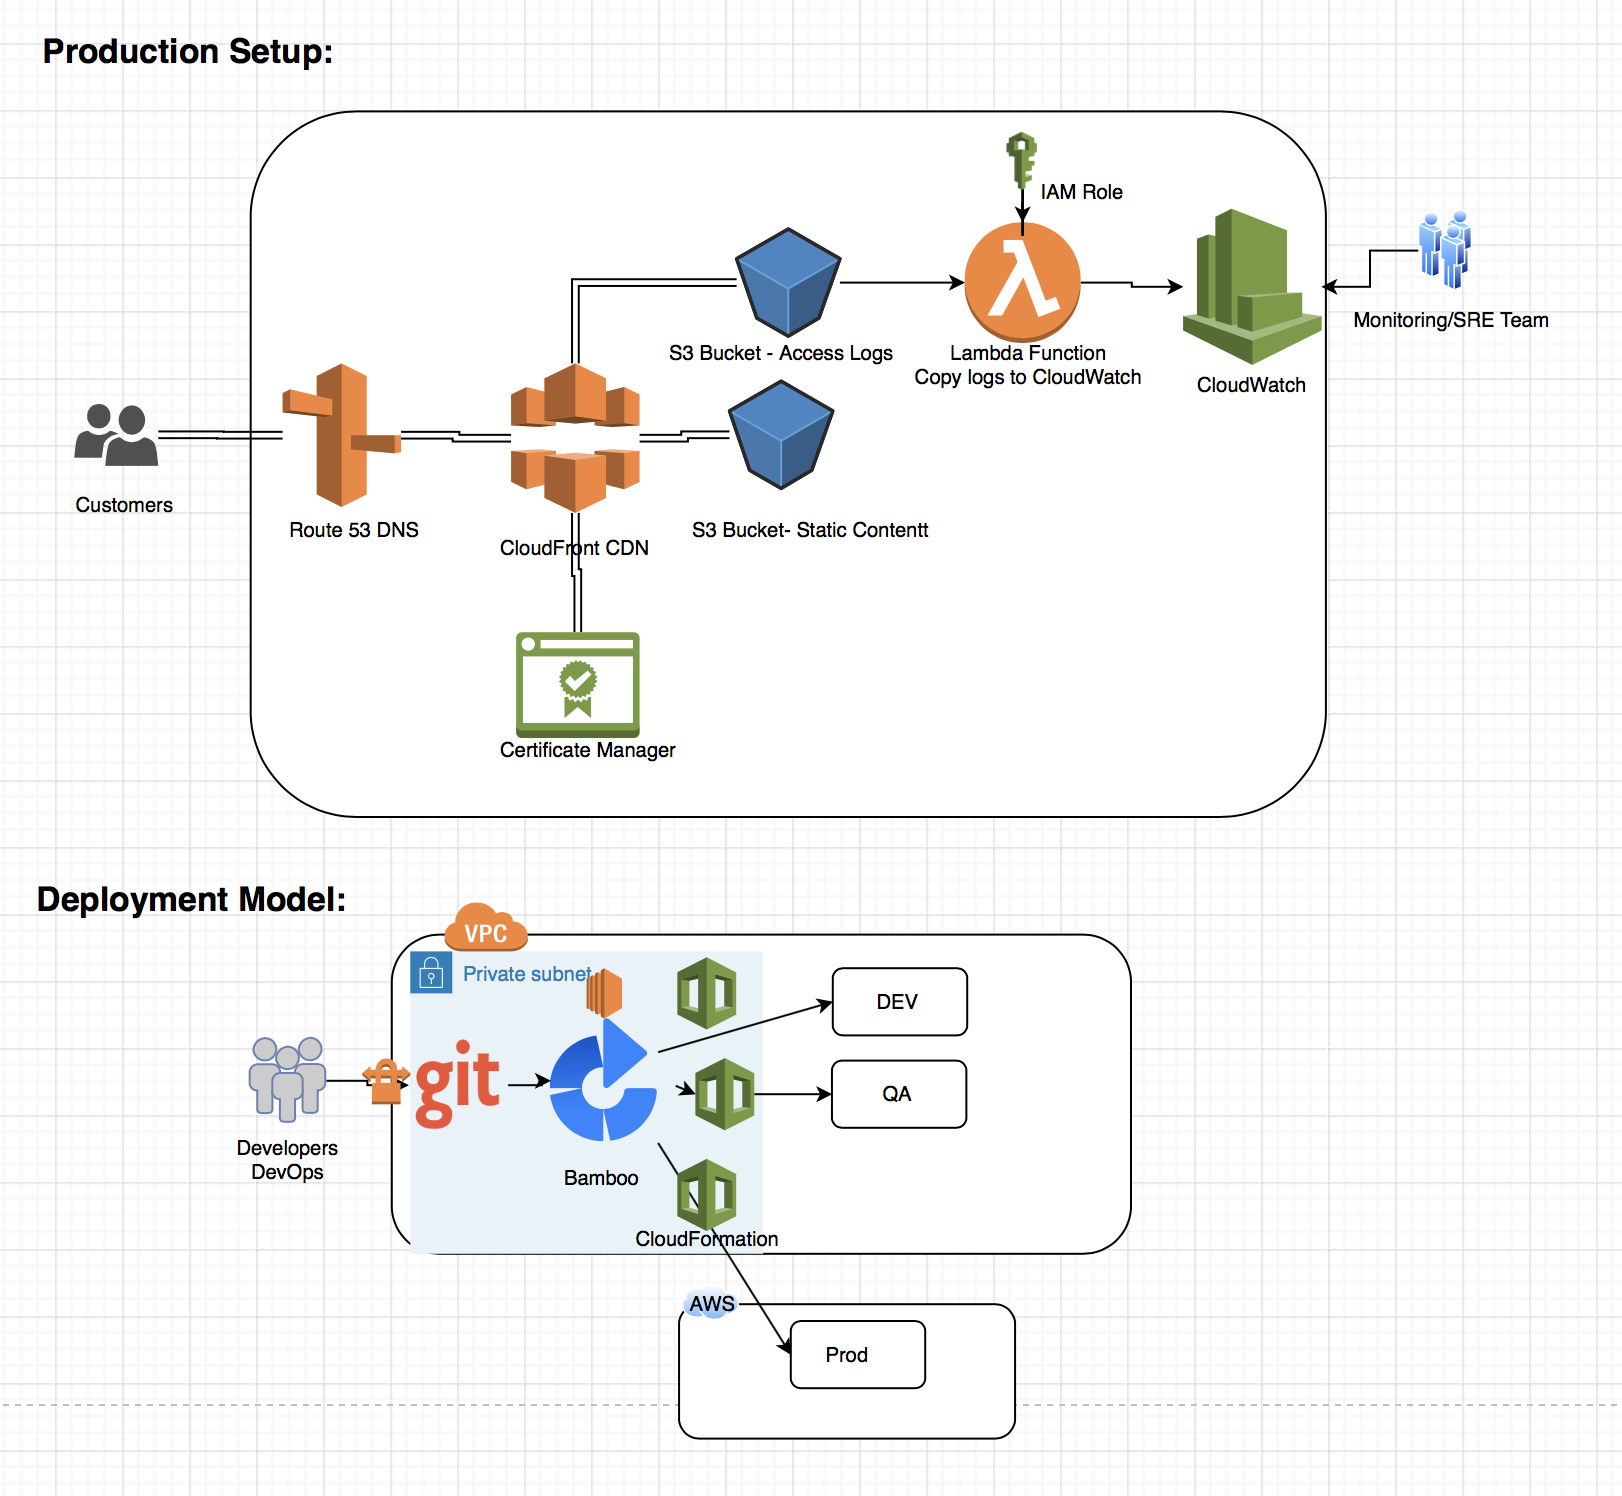 Production Setup:
IAM Role
S3 Bucket - Access Logs
Lambda Function
Copy logs to CloudWatch
CloudWatch
Monitoring/SRE Team
Customers
Route 53 DNS
CloudFront CDN
S3 Bucket- Static Contentt
Certificate Manager
Deployment Model:
VPC
Private subnet
DEV
git
QA
Developers
DevOps
Bamboo
CloudFormation
AWS
Prod